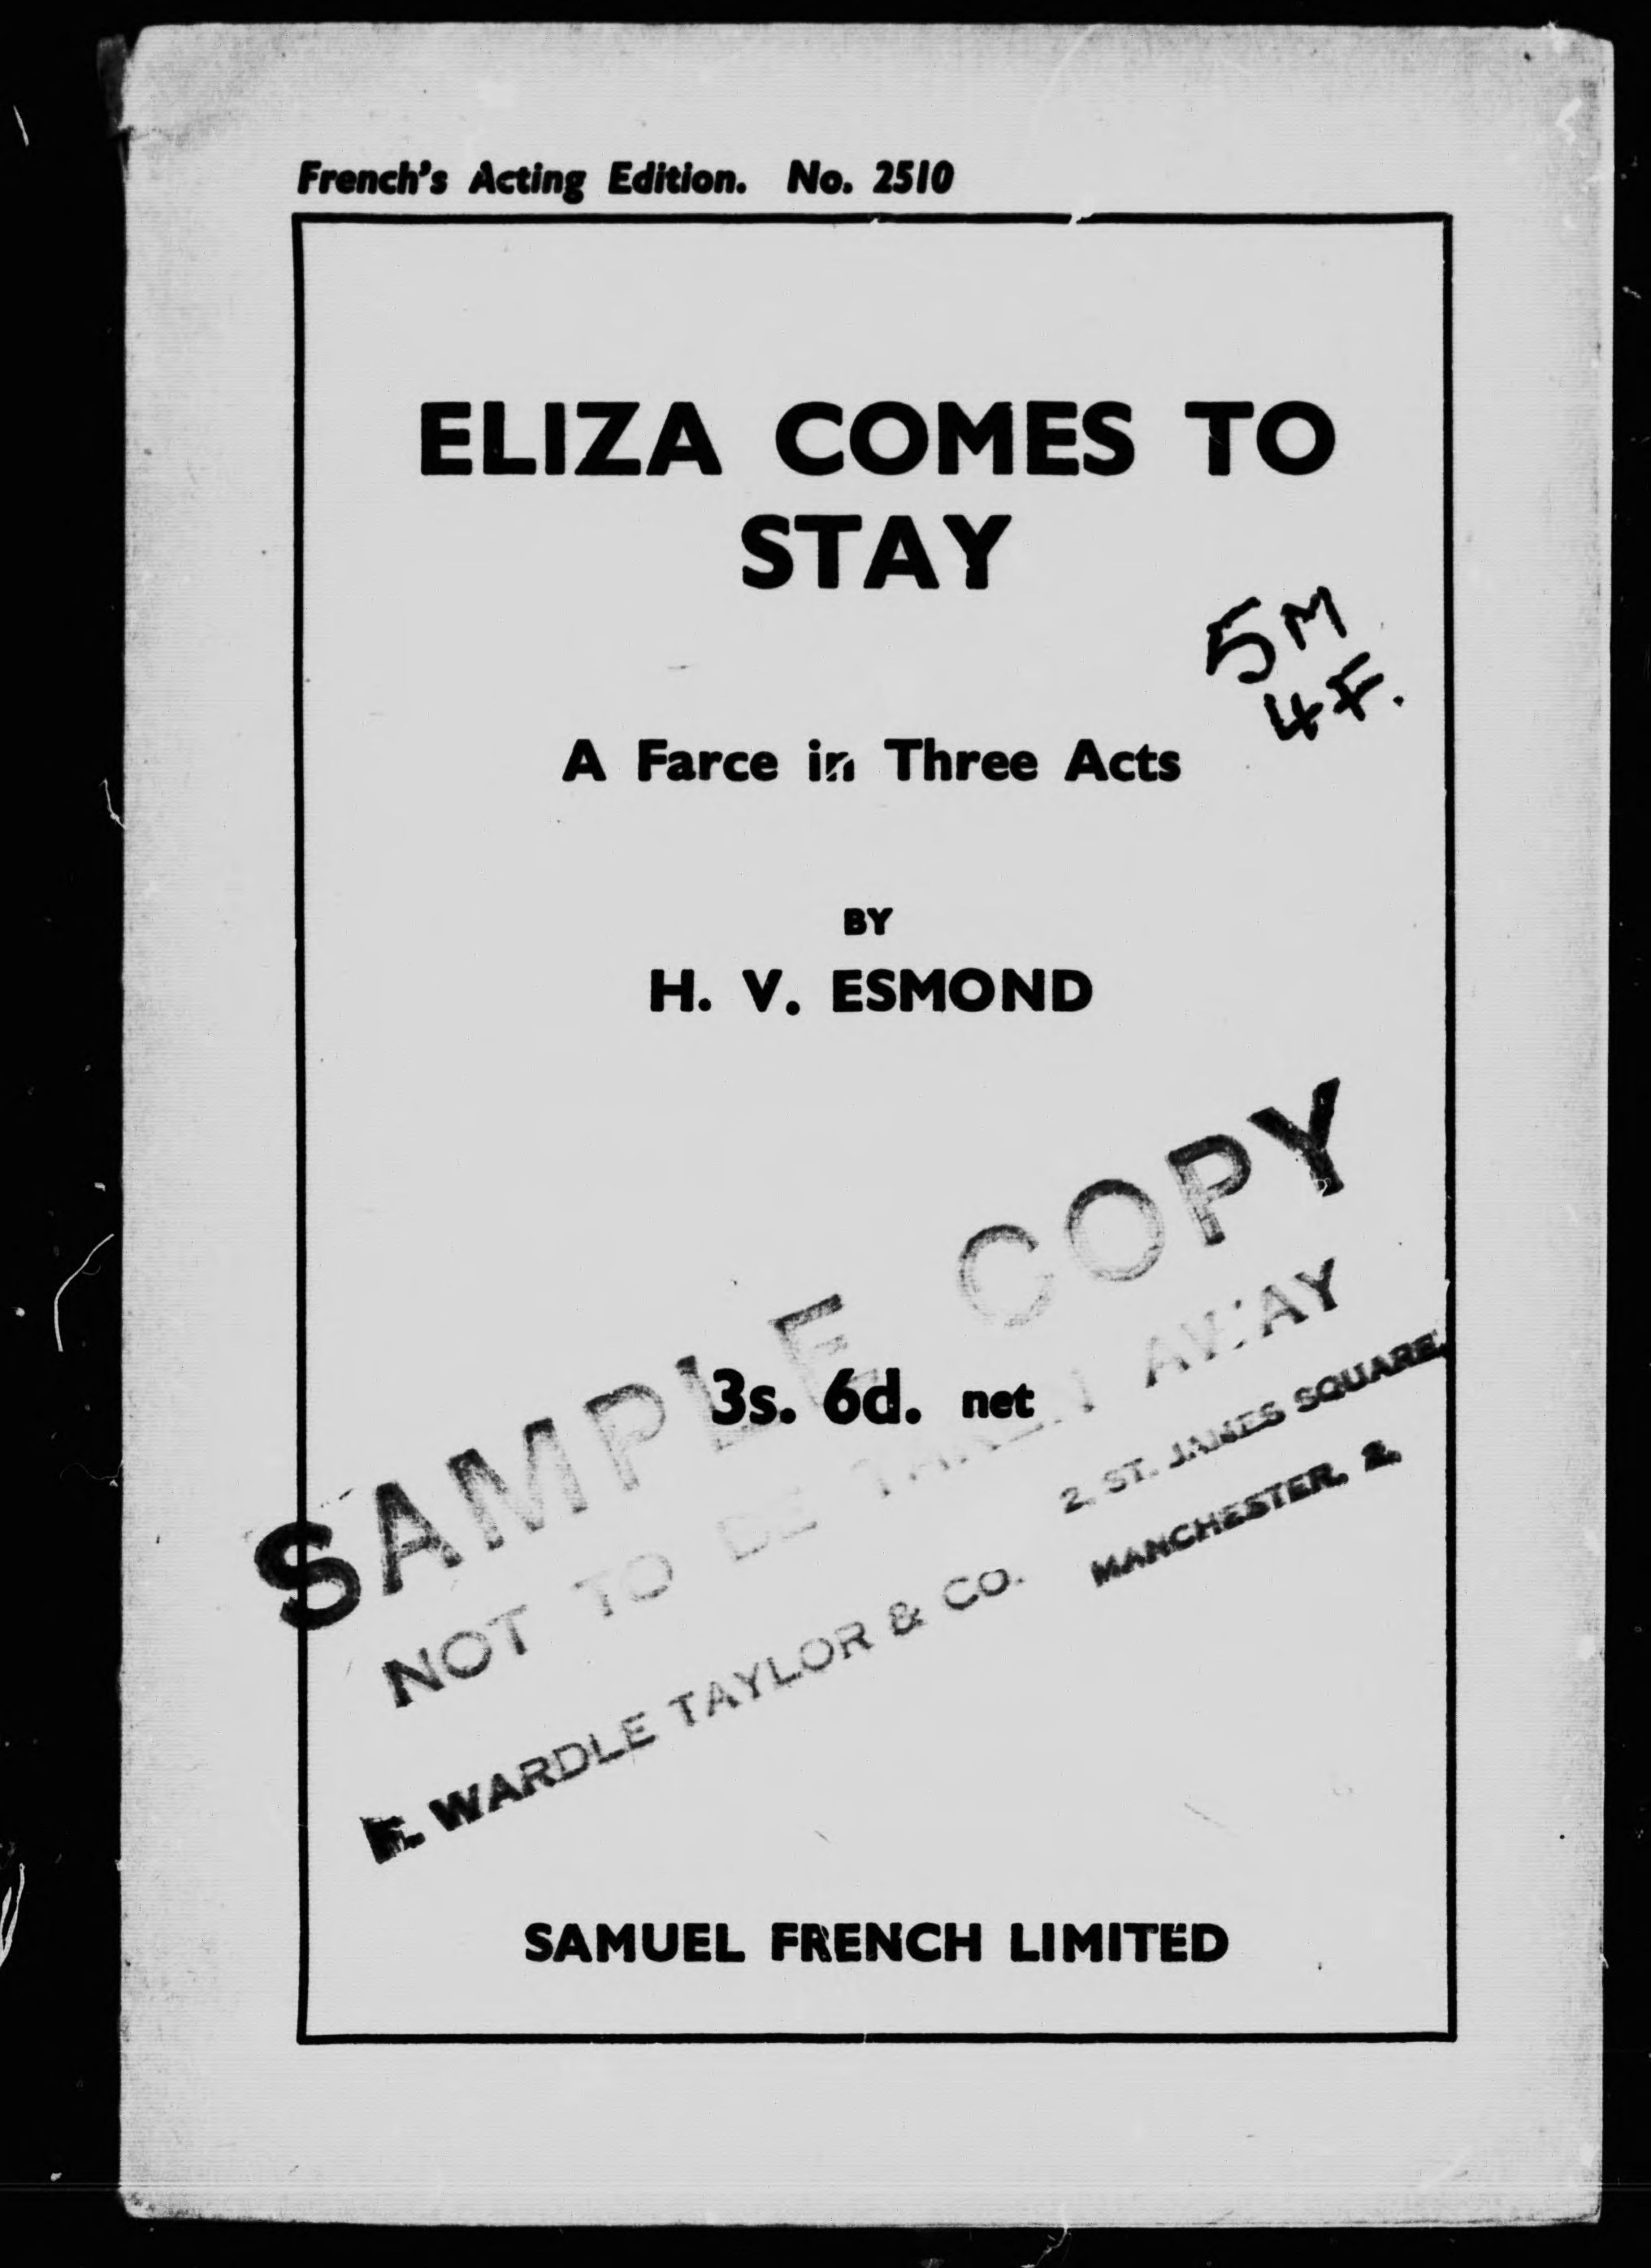 French's Acting Edition. No. 2510
ELIZA COMES TO
STAY
5M
4F.
A Farce in Three Acts
BY
H. V. ESMOND
SAMPLE COPY
3s. 6d. net
NOT TO BE TAKEN AWAY
WARDLE TAYLOR & CO.
2, ST. JAMES SQUARE,
MANCHESTER, 2.
SAMUEL FRENCH LIMITED